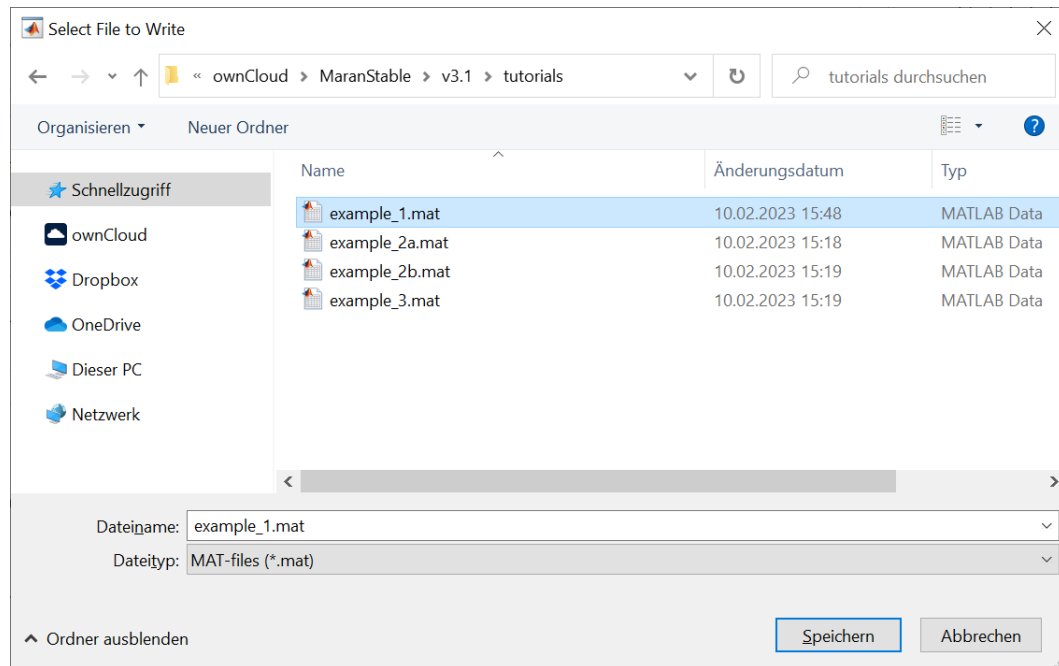 Select File to Write
« ownCloud > MaranStable > v3.1 > tutorials
tutorials durchsuchen
Organisieren
Neuer Ordner
Name Änderungsdatum Typ
Schnellzugriff
ownCloud
Dropbox
OneDrive
Dieser PC
Netzwerk
example_1.mat 10.02.2023 15:48 MATLAB Data
example_2a.mat 10.02.2023 15:18 MATLAB Data
example_2b.mat 10.02.2023 15:19 MATLAB Data
example_3.mat 10.02.2023 15:19 MATLAB Data
Dateiname: example_1.mat
Dateityp: MAT-files (*.mat)
Ordner ausblenden
Speichern
Abbrechen